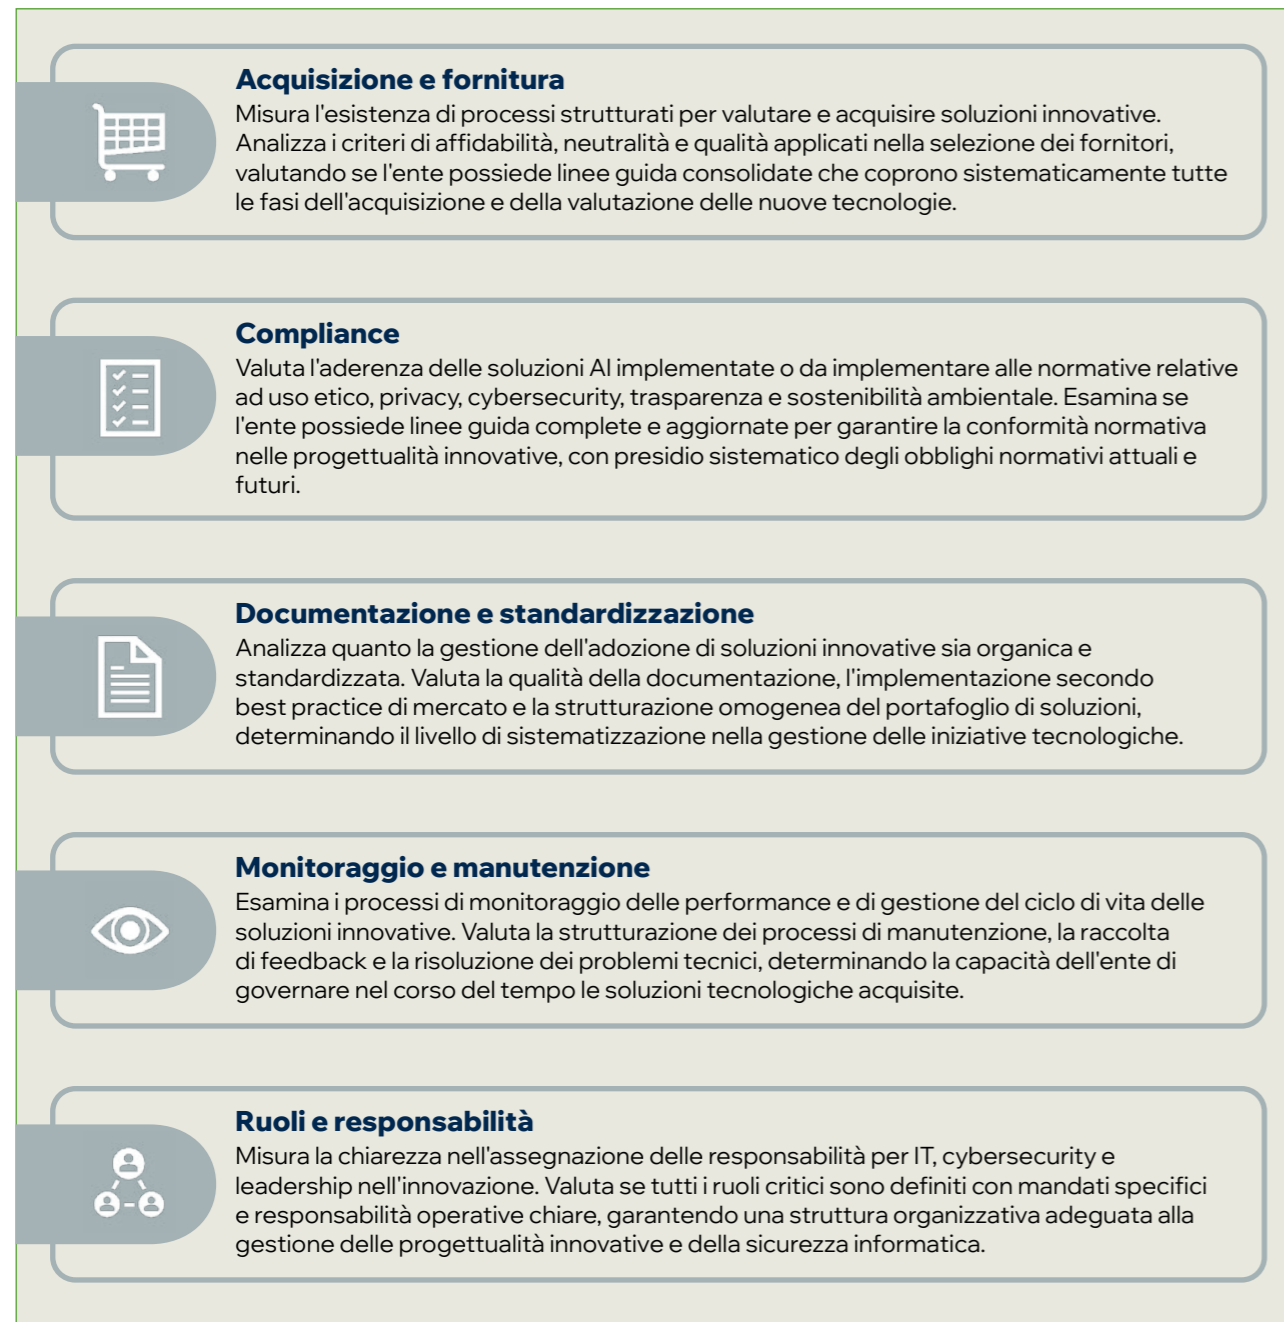 Acquisizione e fornitura
Misura l'esistenza di processi strutturati per valutare e acquisire soluzioni innovative.
Analizza i criteri di affidabilità, neutralità e qualità applicati nella selezione dei fornitori,
valutando se l'ente possiede linee guida consolidate che coprono sistematicamente tutte
le fasi dell'acquisizione e della valutazione delle nuove tecnologie.
Compliance
Valuta l'aderenza delle soluzioni AI implementate o da implementare alle normative relative
ad uso etico, privacy, cybersecurity, trasparenza e sostenibilità ambientale. Esamina se
l'ente possiede linee guida complete e aggiornate per garantire la conformità normativa
nelle progettualità innovative, con presidio sistematico degli obblighi normativi attuali e
futuri.
Documentazione e standardizzazione
Analizza quanto la gestione dell'adozione di soluzioni innovative sia organica e
standardizzata. Valuta la qualità della documentazione, l'implementazione secondo
best practice di mercato e la strutturazione omogenea del portafoglio di soluzioni,
determinando il livello di sistematizzazione nella gestione delle iniziative tecnologiche.
Monitoraggio e manutenzione
Esamina i processi di monitoraggio delle performance e di gestione del ciclo di vita delle
soluzioni innovative. Valuta la strutturazione dei processi di manutenzione, la raccolta
di feedback e la risoluzione dei problemi tecnici, determinando la capacità dell'ente di
governare nel corso del tempo le soluzioni tecnologiche acquisite.
Ruoli e responsabilità
Misura la chiarezza nell'assegnazione delle responsabilità per IT, cybersecurity e
leadership nell'innovazione. Valuta se tutti i ruoli critici sono definiti con mandati specifici
e responsabilità operative chiare, garantendo una struttura organizzativa adeguata alla
gestione delle progettualità innovative e della sicurezza informatica.